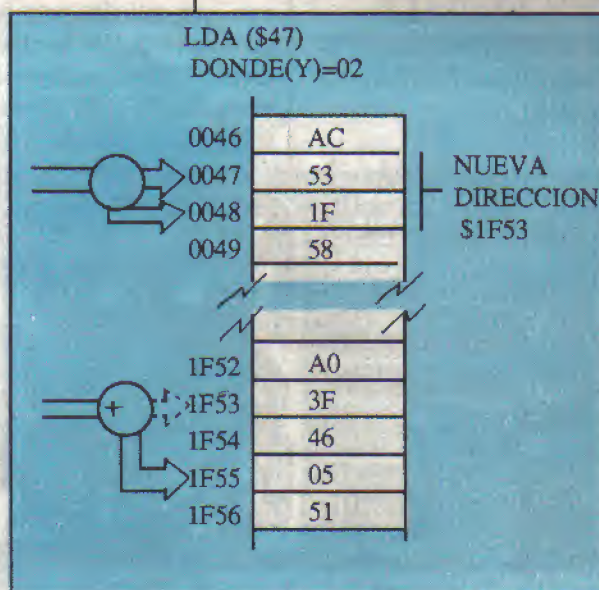 LDA ($47)
DONDE(Y)=02
0046 AC
0047 53
0048 1F
0049 58
NUEVA
DIRECCION
$1F53
1F52 A0
+
1F53 3F
1F54 46
1F55 05
1F56 51